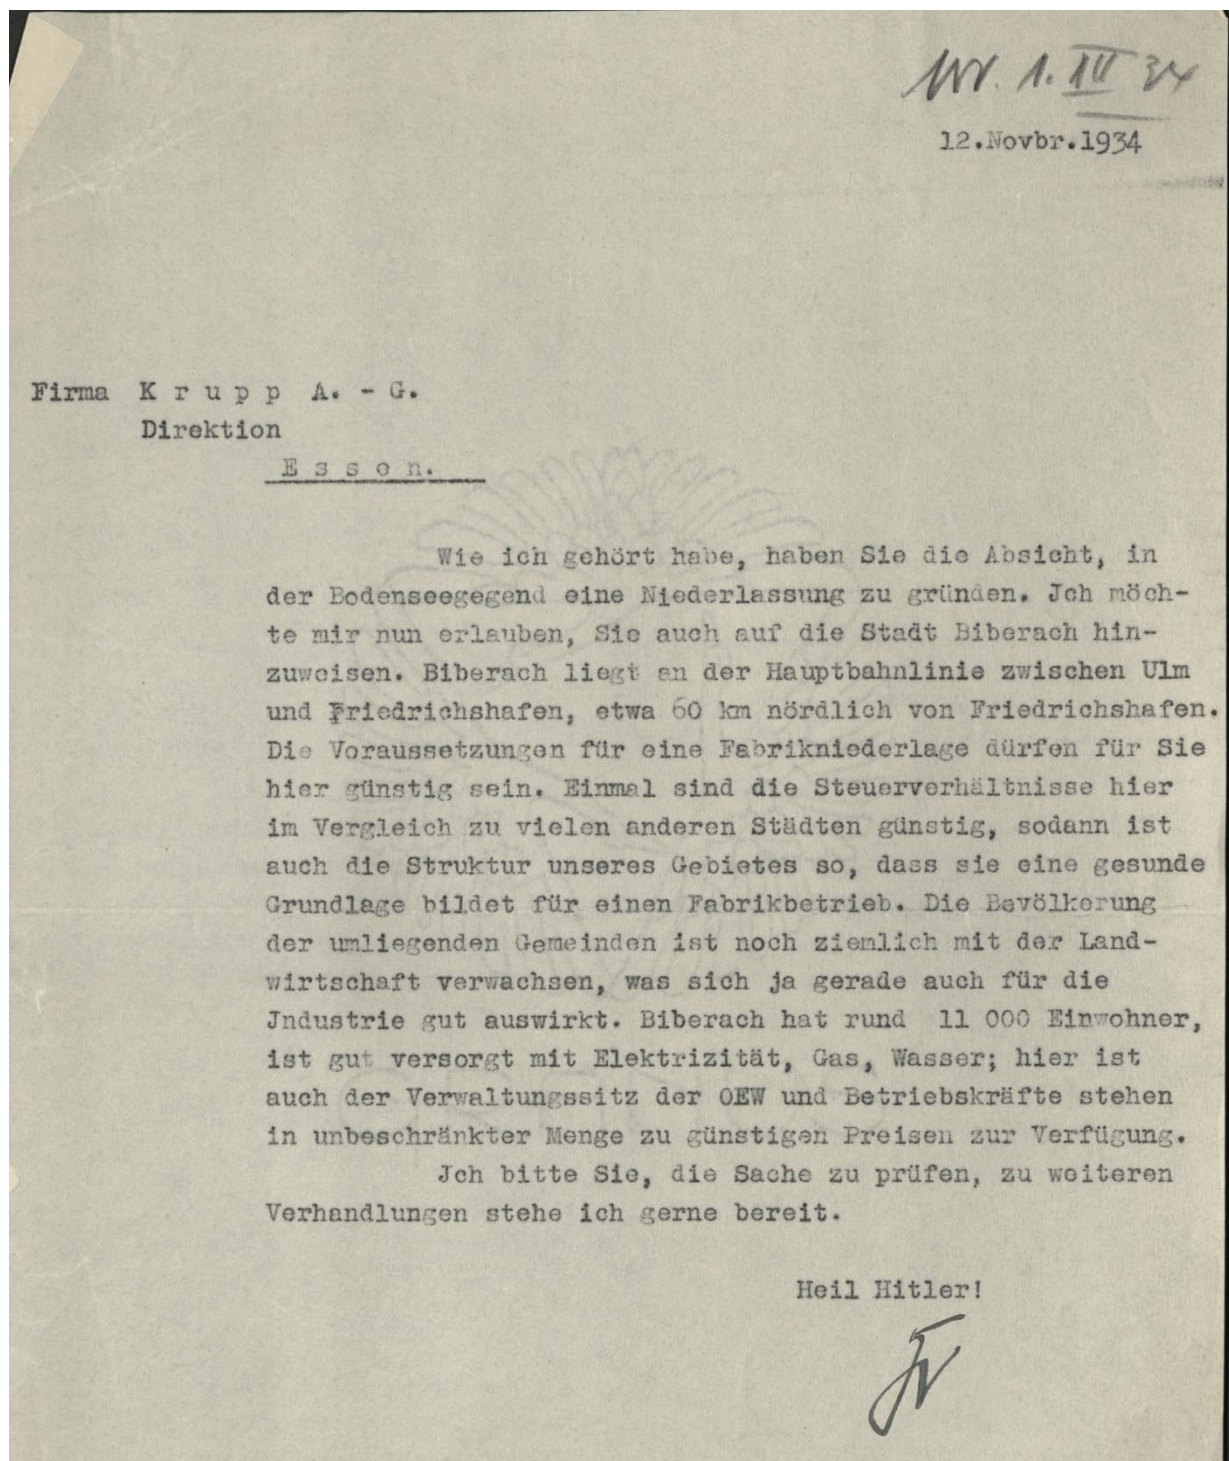 Wv. 1. XII 34
12.Novbr.1934
Firma K r u p p A. - G.
Direktion
E s s e n.
Wie ich gehört habe, haben Sie die Absicht, in
der Bodenseegegend eine Niederlassung zu gründen. Jch möch-
te mir nun erlauben, Sie auch auf die Stadt Biberach hin-
zuweisen. Biberach liegt an der Hauptbahnlinie zwischen Ulm
und Friedrichshafen, etwa 60 km nördlich von Friedrichshafen.
Die Voraussetzungen für eine Fabrikniederlage dürfen für Sie
hier günstig sein. Einmal sind die Steuerverhältnisse hier
im Vergleich zu vielen anderen Städten günstig, sodann ist
auch die Struktur unseres Gebietes so, dass sie eine gesunde
Grundlage bildet für einen Fabrikbetrieb. Die Bevölkerung
der umliegenden Gemeinden ist noch ziemlich mit der Land-
wirtschaft verwachsen, was sich ja gerade auch für die
Jndustrie gut auswirkt. Biberach hat rund 11 000 Einwohner,
ist gut versorgt mit Elektrizität, Gas, Wasser; hier ist
auch der Verwaltungssitz der OEW und Betriebskräfte stehen
in unbeschränkter Menge zu günstigen Preisen zur Verfügung.
Jch bitte Sie, die Sache zu prüfen, zu weiteren
Verhandlungen stehe ich gerne bereit.
Heil Hitler!